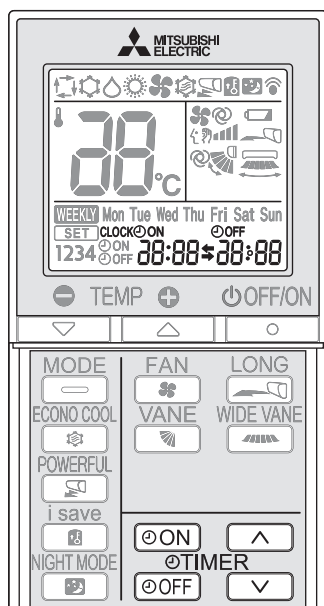 MITSUBISHI
ELECTRIC
88°C
WEEKLY Mon Tue Wed Thu Fri Sat Sun
SET CLOCK ON OFF
1234 ON OFF 88:88 88:88
TEMP OFF/ON
MODE FAN LONG
ECONO COOL VANE WIDE VANE
POWERFUL
i save
ON
NIGHT MODE TIMER
OFF